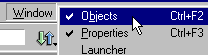 Window
Objects Ctrl+F2
Properties Ctrl+F3
Launcher